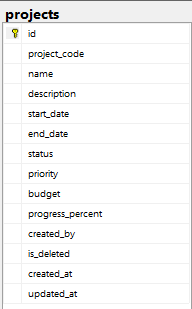 projects
id
project_code
name
description
start_date
end_date
status
priority
budget
progress_percent
created_by
is_deleted
created_at
updated_at